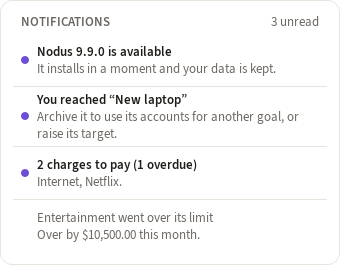 NOTIFICATIONS
3 unread
Nodus 9.9.0 is available
It installs in a moment and your data is kept.
You reached “New laptop”
Archive it to use its accounts for another goal, or
raise its target.
2 charges to pay (1 overdue)
Internet, Netflix.
Entertainment went over its limit
Over by $10,500.00 this month.